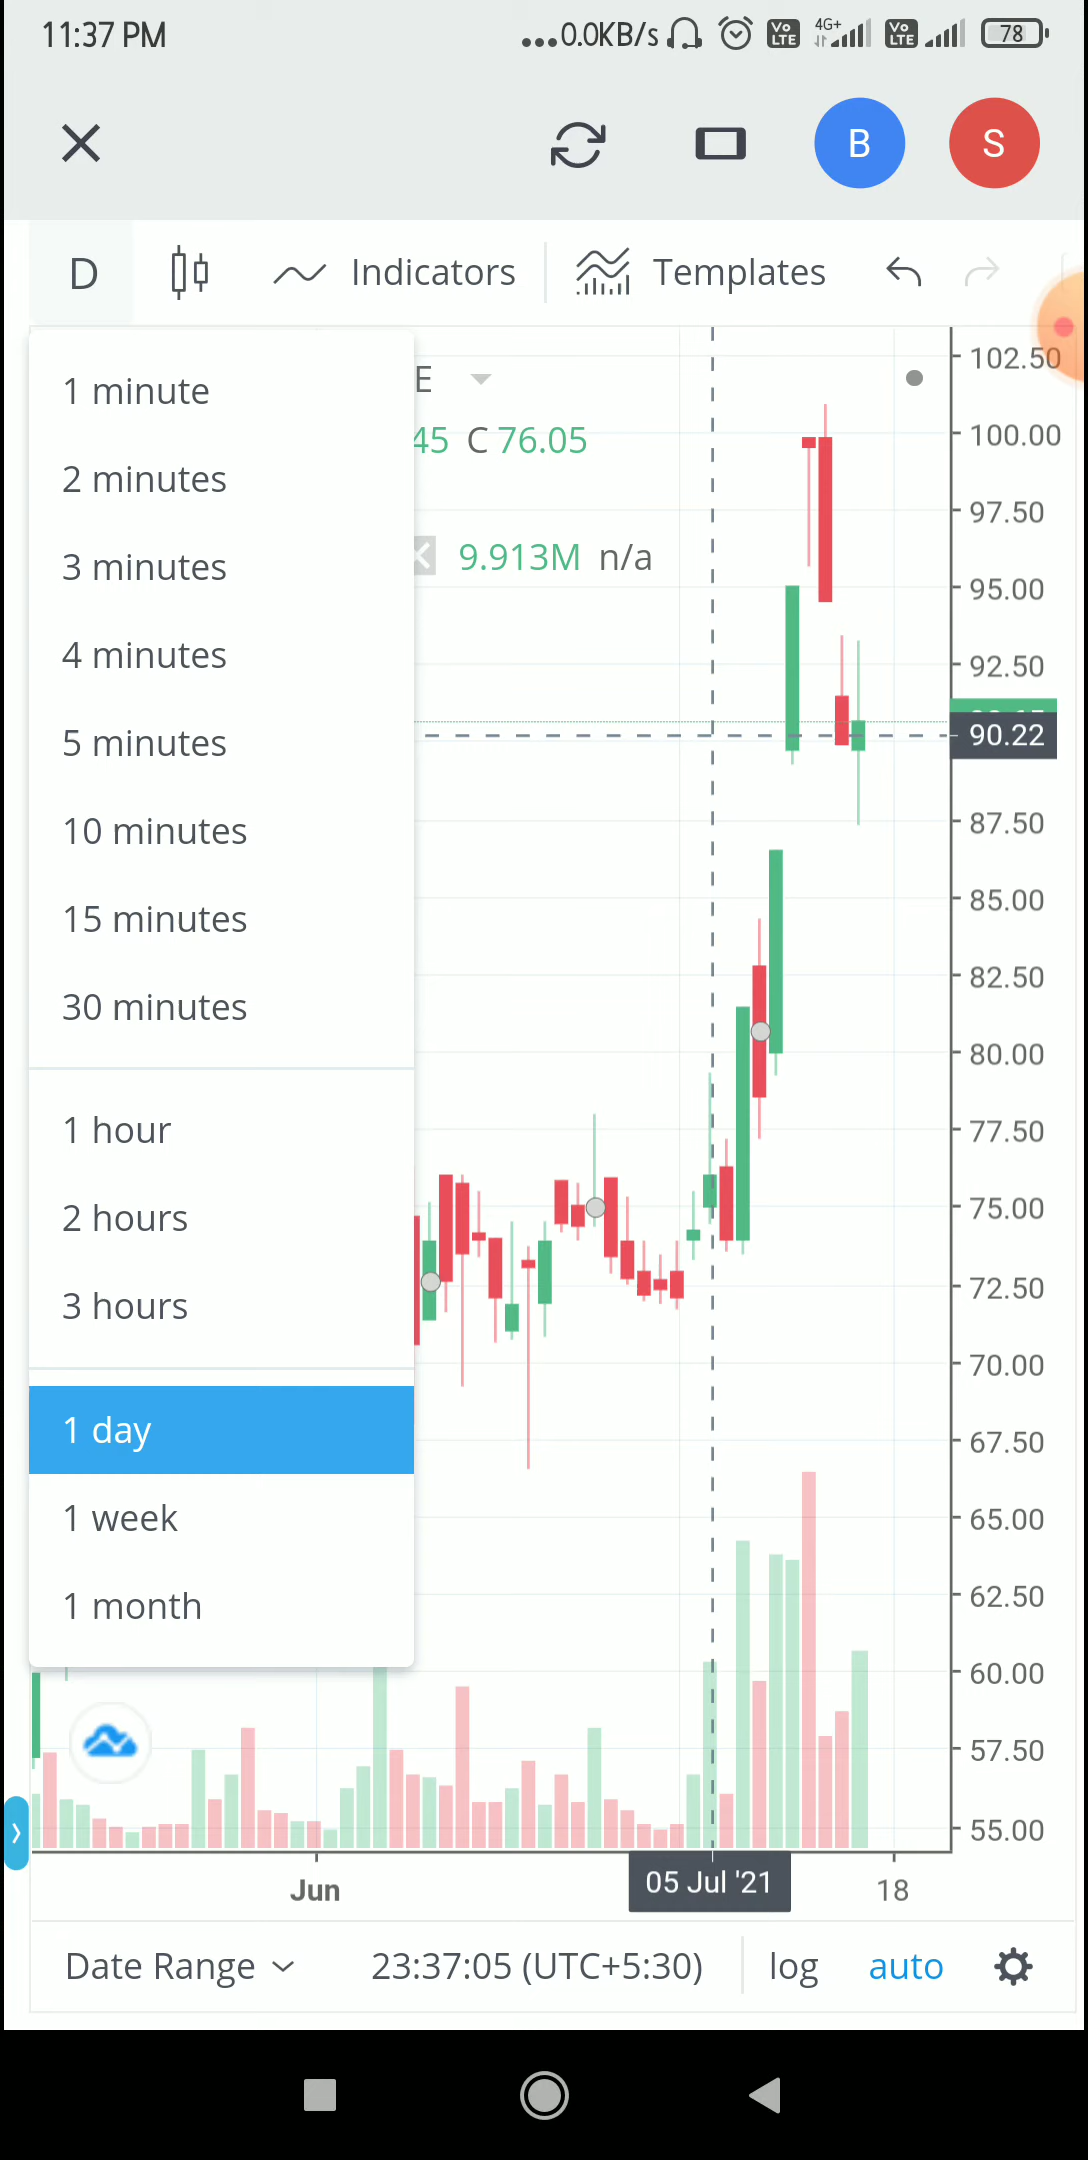 11:37 PM ...0.0KB/s Vo LTE 4G+ Vo LTE 78
B S
D Indicators Templates
1 minute
2 minutes
3 minutes
4 minutes
5 minutes
10 minutes
15 minutes
30 minutes
1 hour
2 hours
3 hours
1 day
1 week
1 month
E
45 C 76.05
9.913M n/a
102.50
100.00
97.50
95.00
92.50
90.22
87.50
85.00
82.50
80.00
77.50
75.00
72.50
70.00
67.50
65.00
62.50
60.00
57.50
55.00
Jun 05 Jul '21 18
Date Range 23:37:05 (UTC+5:30) log auto